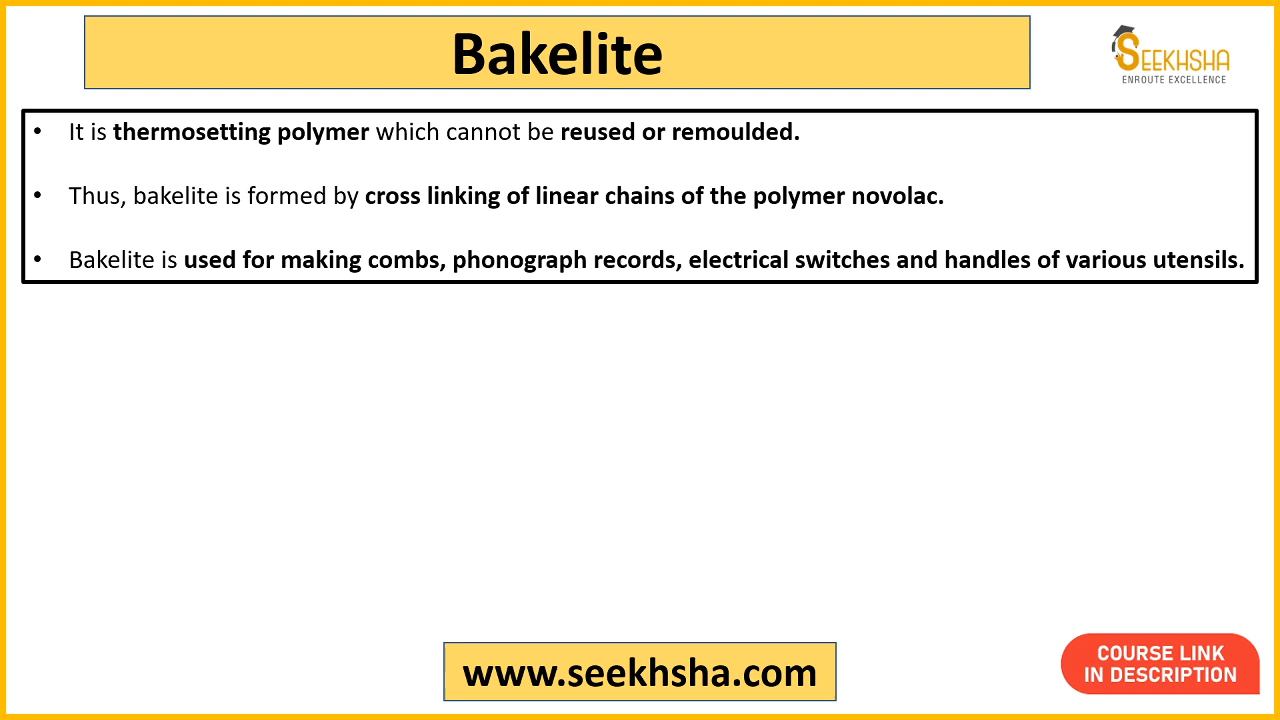 Bakelite
SEEKHSHA
ENROUTE EXCELLENCE
• It is thermosetting polymer which cannot be reused or remoulded.
• Thus, bakelite is formed by cross linking of linear chains of the polymer novolac.
• Bakelite is used for making combs, phonograph records, electrical switches and handles of various utensils.
www.seekhsha.com
COURSE LINK
IN DESCRIPTION